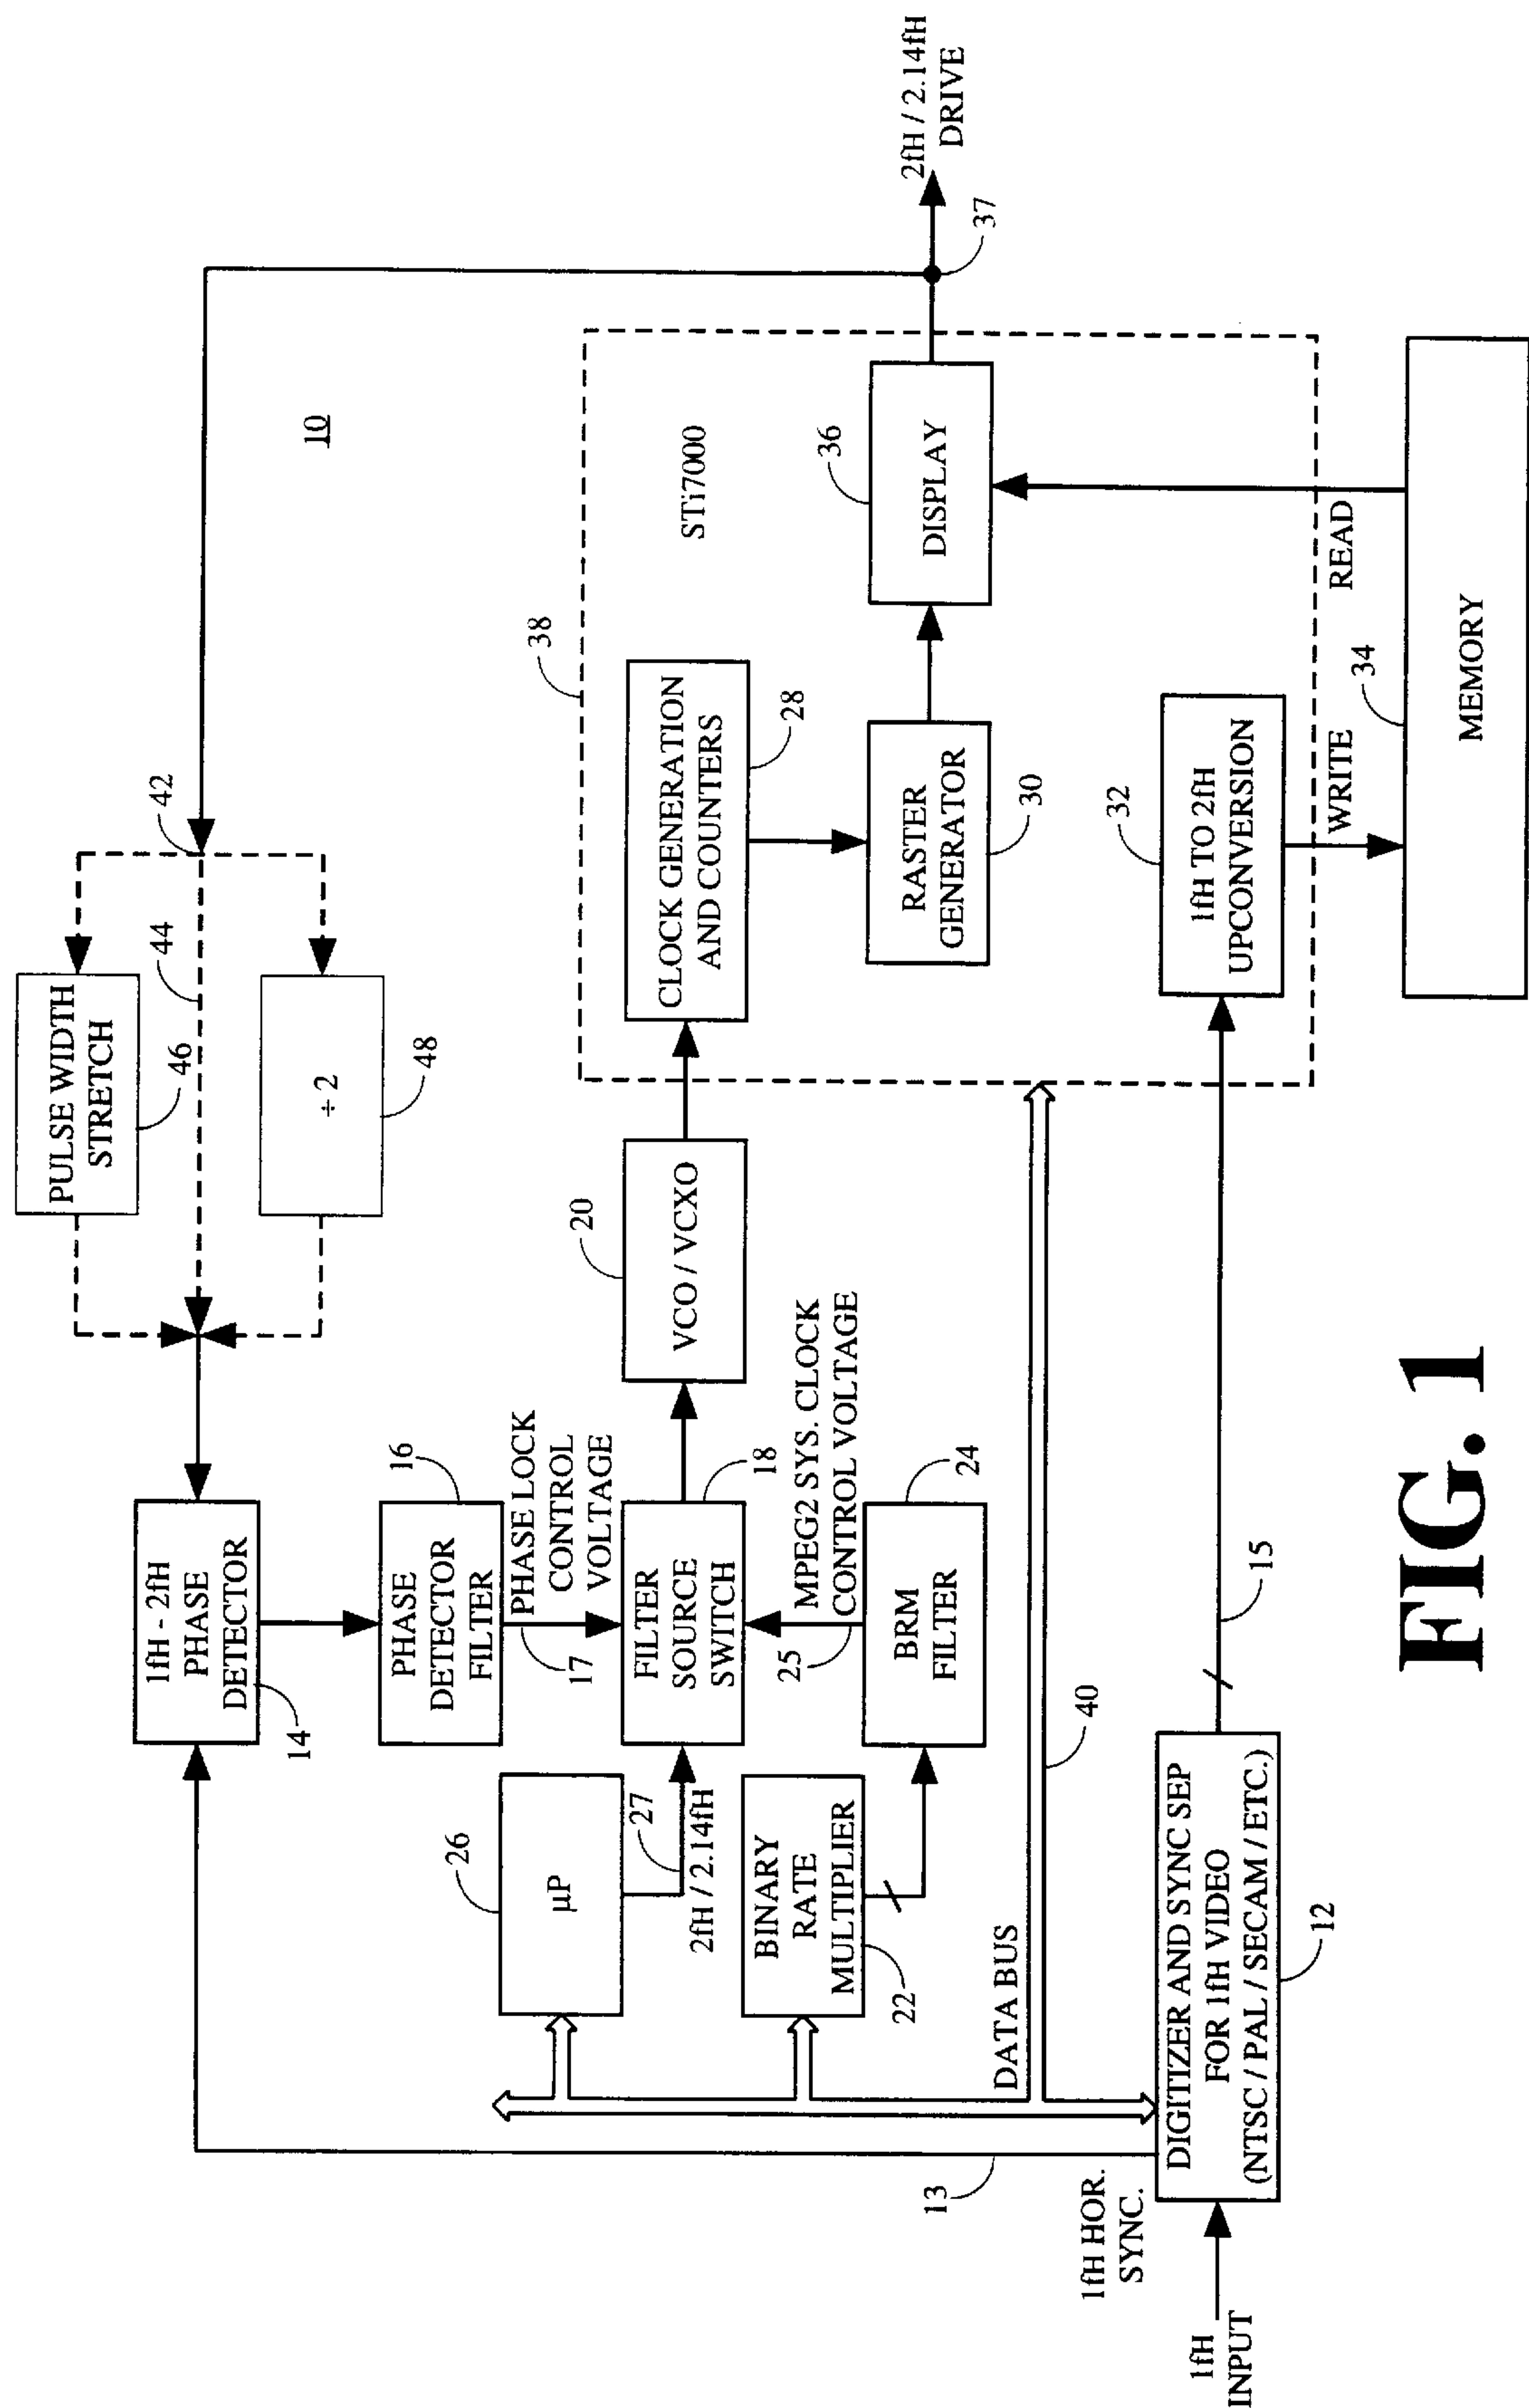 PULSE WIDTH
STRETCH
46
44
42
÷ 2
48
10
1fH - 2fH
PHASE
DETECTOR
14
PHASE
DETECTOR
FILTER
16
PHASE LOCK
CONTROL
VOLTAGE
17
26
µP
27
2fH / 2.14fH
FILTER
SOURCE
SWITCH
18
20
VCO / VCXO
38
STi7000
CLOCK GENERATION
AND COUNTERS
28
RASTER
GENERATOR
30
36
DISPLAY
37
2fH / 2.14fH
DRIVE
BINARY
RATE
MULTIPLIER
22
25
MPEG2 SYS. CLOCK
CONTROL VOLTAGE
BRM
FILTER
24
DATA BUS
40
13
1fH HOR.
SYNC.
1fH
INPUT
DIGITIZER AND SYNC SEP
FOR 1fH VIDEO
(NTSC / PAL / SECAM / ETC.)
12
15
32
1fH TO 2fH
UPCONVERSION
WRITE
READ
34
MEMORY
FIG. 1